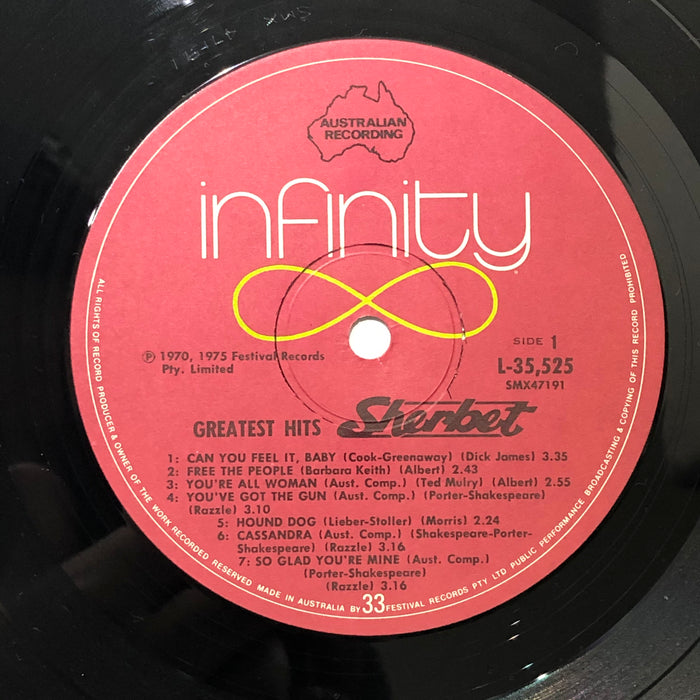 SMX 47191
AUSTRALIAN
RECORDING
infinity
℗ 1970, 1975 Festival Records
Pty. Limited
SIDE 1
L-35,525
SMX47191
GREATEST HITS Sherbet
1: CAN YOU FEEL IT, BABY (Cook-Greenaway) (Dick James) 3.35
2: FREE THE PEOPLE (Barbara Keith) (Albert) 2.43
3: YOU'RE ALL WOMAN (Aust. Comp.) (Ted Mulry) (Albert) 2.55
4: YOU'VE GOT THE GUN (Aust. Comp.) (Porter-Shakespeare)
(Razzle) 3.10
5: HOUND DOG (Lieber-Stoller) (Morris) 2.24
6: CASSANDRA (Aust. Comp.) (Shakespeare-Porter-
Shakespeare) (Razzle) 3.16
7: SO GLAD YOU'RE MINE (Aust. Comp.)
(Porter-Shakespeare)
(Razzle) 3.16
ALL RIGHTS OF RECORD PRODUCER & OWNER OF THE WORK RECORDED RESERVED MADE IN AUSTRALIA BY 33 FESTIVAL RECORDS PTY LTD PUBLIC PERFORMANCE BROADCASTING & COPYING OF THIS RECORD PROHIBITED